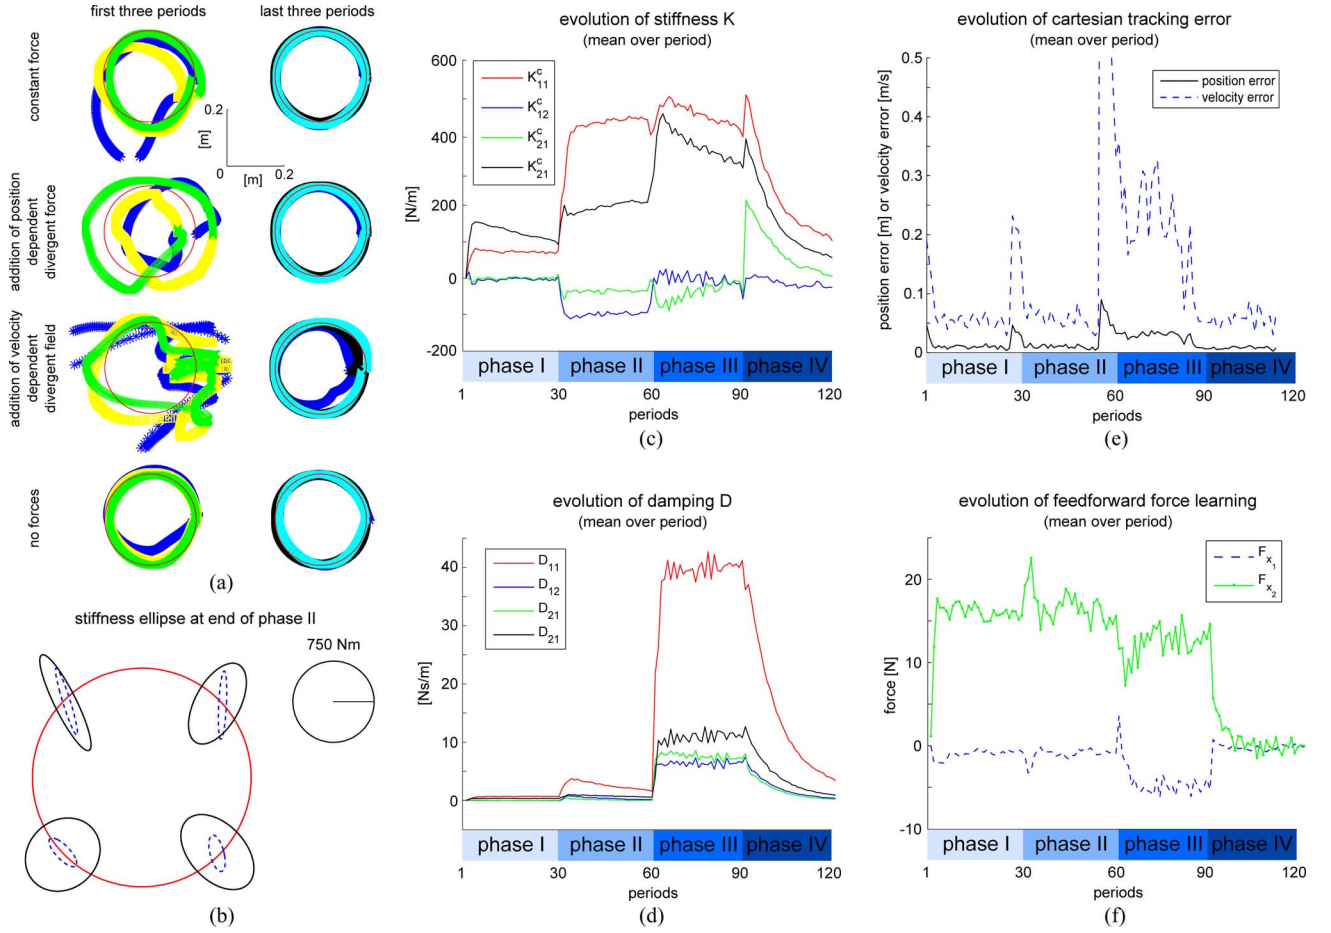 first three periods
last three periods
constant force
0.2
[m]
0
[m]
0.2
addition of position
dependent
divergent force
addition of velocity
dependent
divergent field
no forces
(a)
stiffness ellipse at end of phase II
750 Nm
(b)
evolution of stiffness K
(mean over period)
600
400
200
0
-100
-200
[N/m]
K^c_11
K^c_12
K^c_21
K^c_21
phase I
phase II
phase III
phase IV
1
30
60
90
120
periods
(c)
evolution of damping D
(mean over period)
40
30
20
10
0
[Ns/m]
D_11
D_12
D_21
D_21
phase I
phase II
phase III
phase IV
1
30
60
90
120
periods
(d)
evolution of cartesian tracking error
(mean over period)
0.5
0.4
0.3
0.2
0.1
0
position error [m] or velocity error [m/s]
position error
velocity error
phase I
phase II
phase III
phase IV
1
30
60
90
120
periods
(e)
evolution of feedforward force learning
(mean over period)
20
10
0
-10
force [N]
F_x_1
F_x_2
phase I
phase II
phase III
phase IV
1
30
60
90
120
periods
(f)